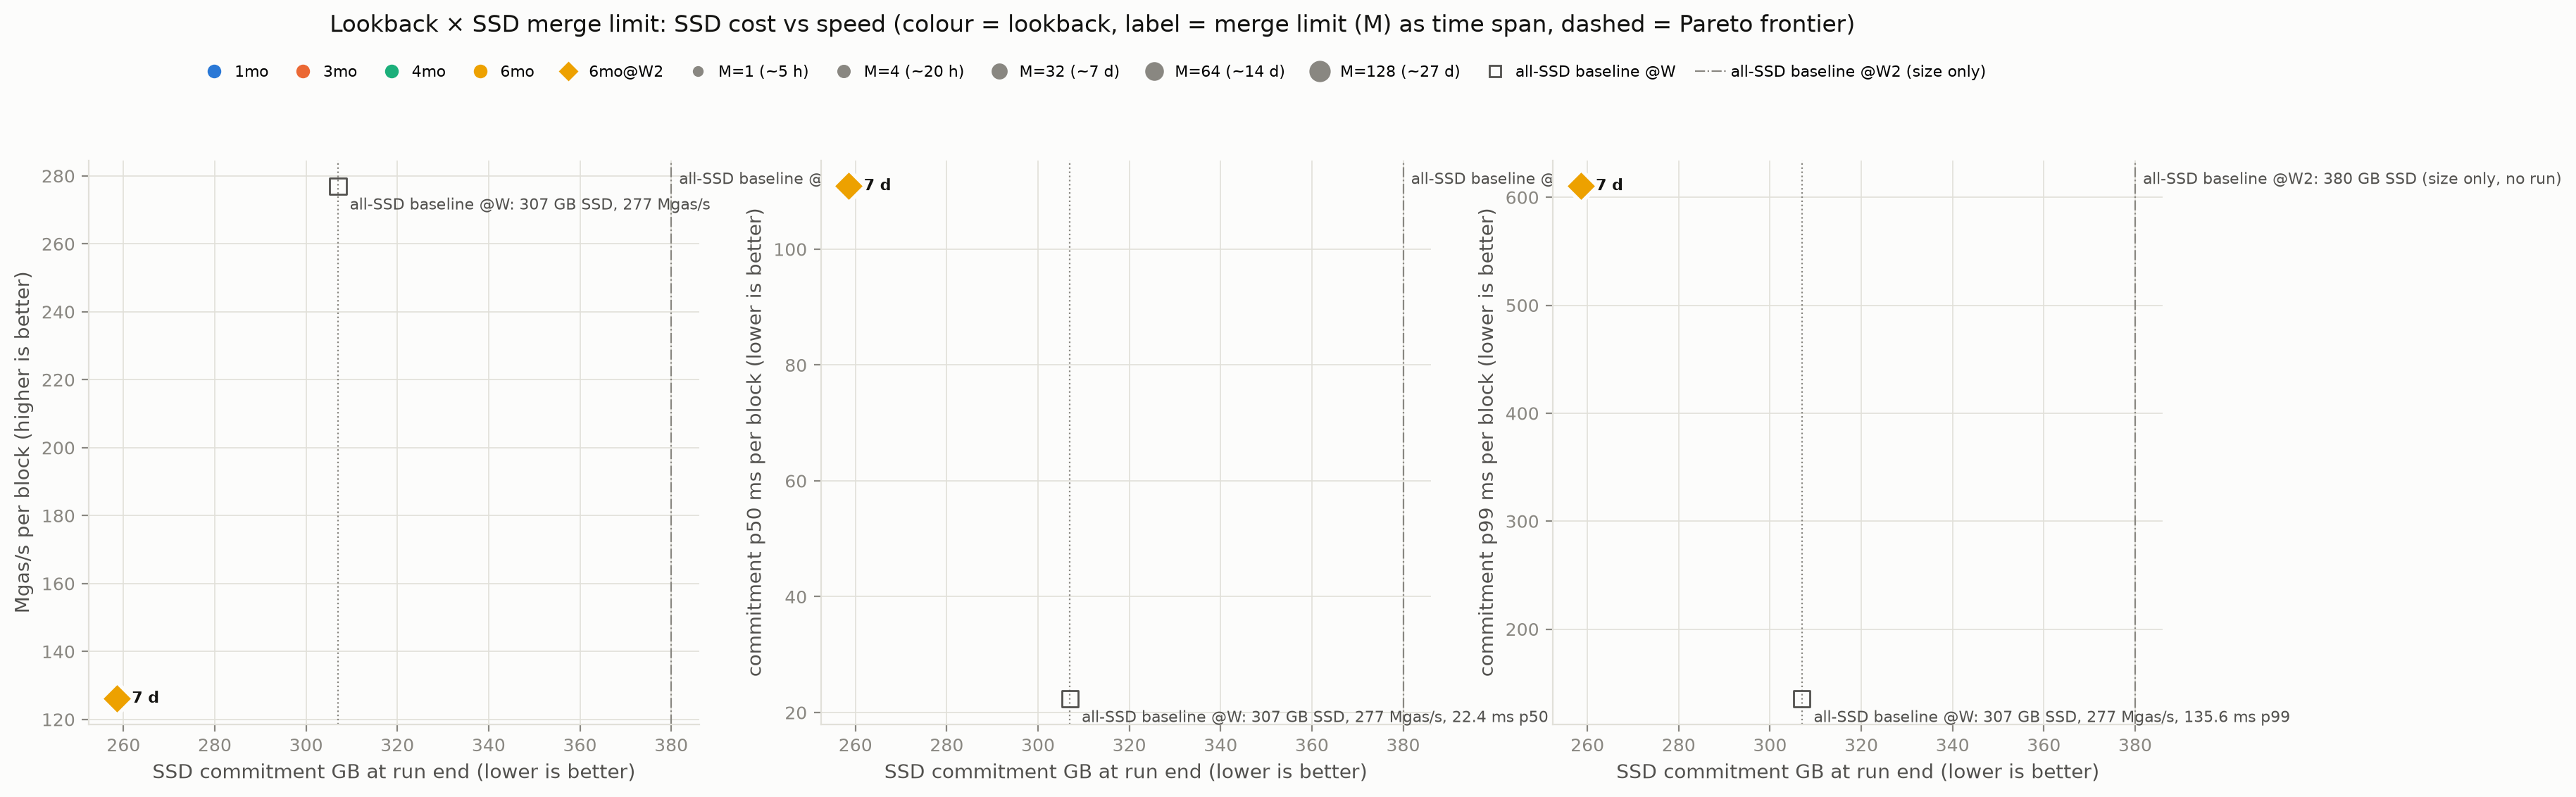 Lookback × SSD merge limit: SSD cost vs speed (colour = lookback, label = merge limit (M) as time span, dashed = Pareto frontier)
1mo 3mo 4mo 6mo 6mo@W2 M=1 (~5 h) M=4 (~20 h) M=32 (~7 d) M=64 (~14 d) M=128 (~27 d) all-SSD baseline @W all-SSD baseline @W2 (size only)
Mgas/s per block (higher is better)
280
260
240
220
200
180
160
140
120
all-SSD baseline @
all-SSD baseline @W: 307 GB SSD, 277 Mgas/s
7 d
260 280 300 320 340 360 380
SSD commitment GB at run end (lower is better)
commitment p50 ms per block (lower is better)
100
80
60
40
20
7 d
all-SSD baseline @
all-SSD baseline @W: 307 GB SSD, 277 Mgas/s, 22.4 ms p50
260 280 300 320 340 360 380
SSD commitment GB at run end (lower is better)
commitment p99 ms per block (lower is better)
600
500
400
300
200
7 d
all-SSD baseline @W2: 380 GB SSD (size only, no run)
all-SSD baseline @W: 307 GB SSD, 277 Mgas/s, 135.6 ms p99
260 280 300 320 340 360 380
SSD commitment GB at run end (lower is better)